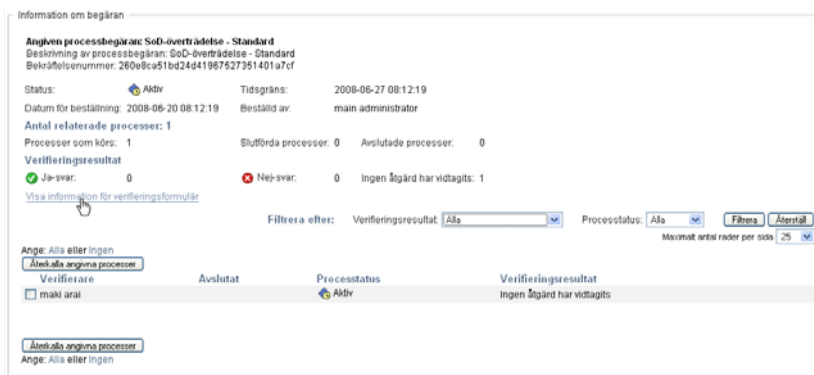 Information om begäran
Angiven processbegäran: SoD-överträdelse - Standard
Beskrivning av processbegäran: SoD-överträdelse - Standard
Bekräftelsenummer: 260e8ca51bd24d41967527351401a7cf
Status: Aktiv Tidsgräns: 2008-06-27 08:12:19
Datum för beställning: 2008-06-20 08:12:19 Beställd av: main administrator
Antal relaterade processer: 1
Processer som körs: 1 Slutförda processer: 0 Avslutade processer: 0
Verifieringsresultat
Ja-svar: 0 Nej-svar: 0 Ingen åtgärd har vidtagits: 1
Visa information för verifieringsformulär
Filtrera efter: Verifieringsresultat: Alla Processtatus: Alla Filtrera Återställ
Maximalt antal rader per sida 25
Ange: Alla eller Ingen
Återkalla angivna processer
Verifierare Avslutat Processtatus Verifieringsresultat
maki arai Aktiv Ingen åtgärd har vidtagits
Återkalla angivna processer
Ange: Alla eller Ingen